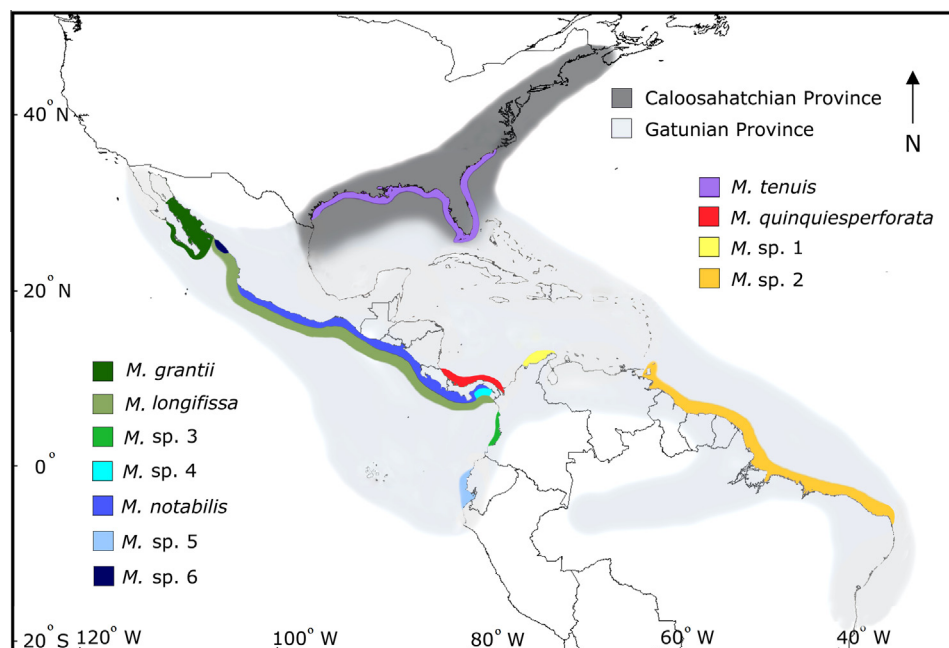 40° N
20° N
0°
20° S
120° W
100° W
80° W
60° W
40° W
Caloosahatchian Province
Gatunian Province
N
M. tenuis
M. quinquiesperforata
M. sp. 1
M. sp. 2
M. grantii
M. longifissa
M. sp. 3
M. sp. 4
M. notabilis
M. sp. 5
M. sp. 6